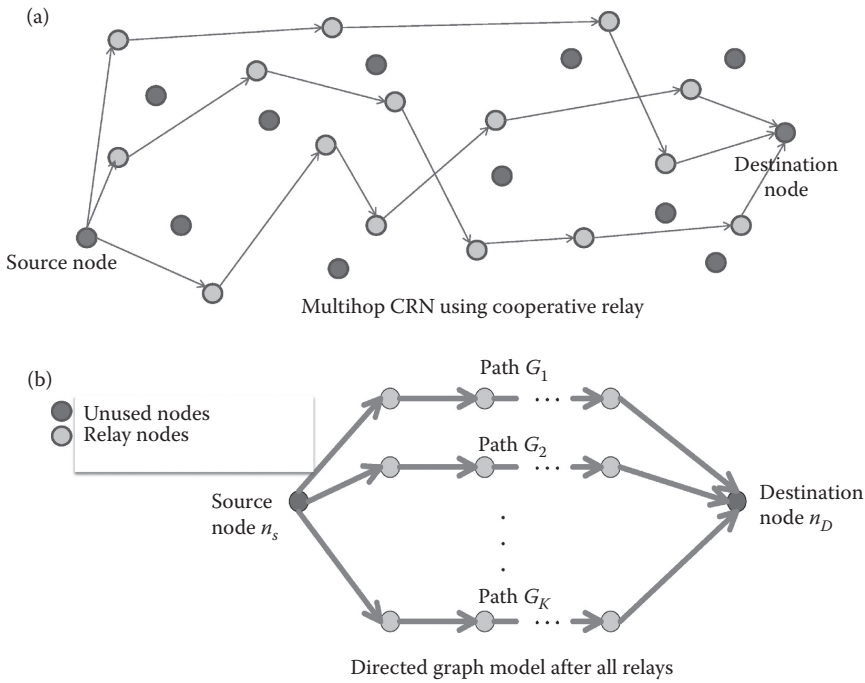 (a)
Destination
node
Source node
Multihop CRN using cooperative relay
(b)
Unused nodes
Relay nodes
Path G1
Path G2
Source
node ns
Destination
node nD
Path GK
Directed graph model after all relays